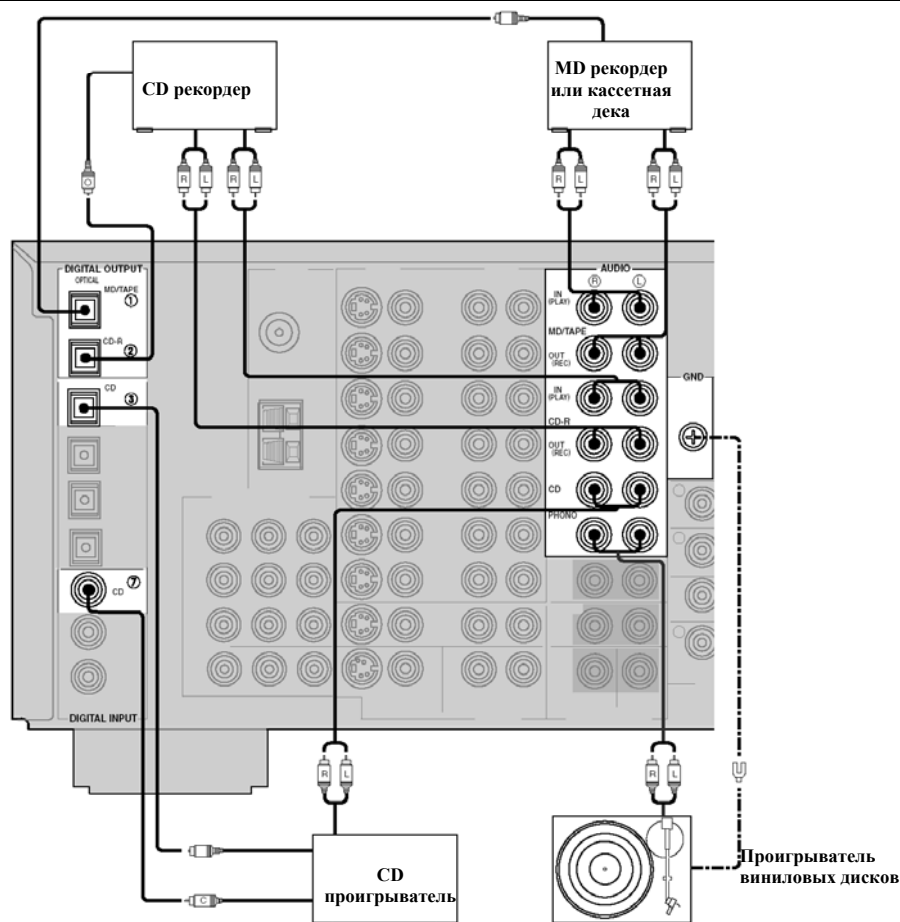 CD рекордер
MD рекордер
или кассетная
дека
R L R L
R L R L
DIGITAL OUTPUT
OPTICAL
MD/TAPE
①
CD-R
②
CD
③
CD
⑦
DIGITAL INPUT
AUDIO
R L
IN
(PLAY)
MD/TAPE
OUT
(REC)
IN
(PLAY)
CD-R
OUT
(REC)
CD
PHONO
GND
R L
R L
C
CD
проигрыватель
Проигрыватель
виниловых дисков